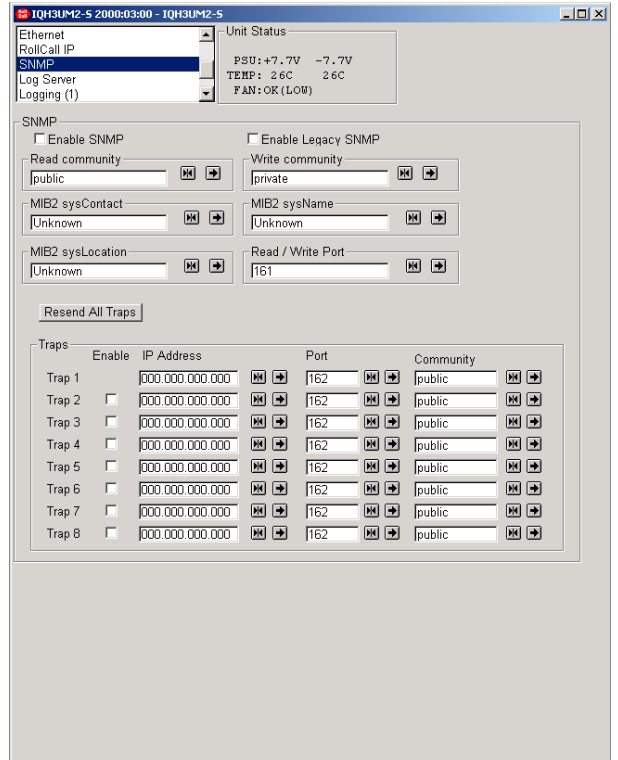 IQH3UM2-S 2000:03:00 - IQH3UM2-S
Ethernet
RollCall IP
SNMP
Log Server
Logging (1)
Unit Status
PSU:+7.7V -7.7V
TEMP: 26C 26C
FAN:OK(LOW)
SNMP
Enable SNMP Enable Legacy SNMP
Read community Write community
public private
MIB2 sysContact MIB2 sysName
Unknown Unknown
MIB2 sysLocation Read / Write Port
Unknown 161
Resend All Traps
Traps
Enable IP Address Port Community
Trap 1 000.000.000.000 162 public
Trap 2 000.000.000.000 162 public
Trap 3 000.000.000.000 162 public
Trap 4 000.000.000.000 162 public
Trap 5 000.000.000.000 162 public
Trap 6 000.000.000.000 162 public
Trap 7 000.000.000.000 162 public
Trap 8 000.000.000.000 162 public